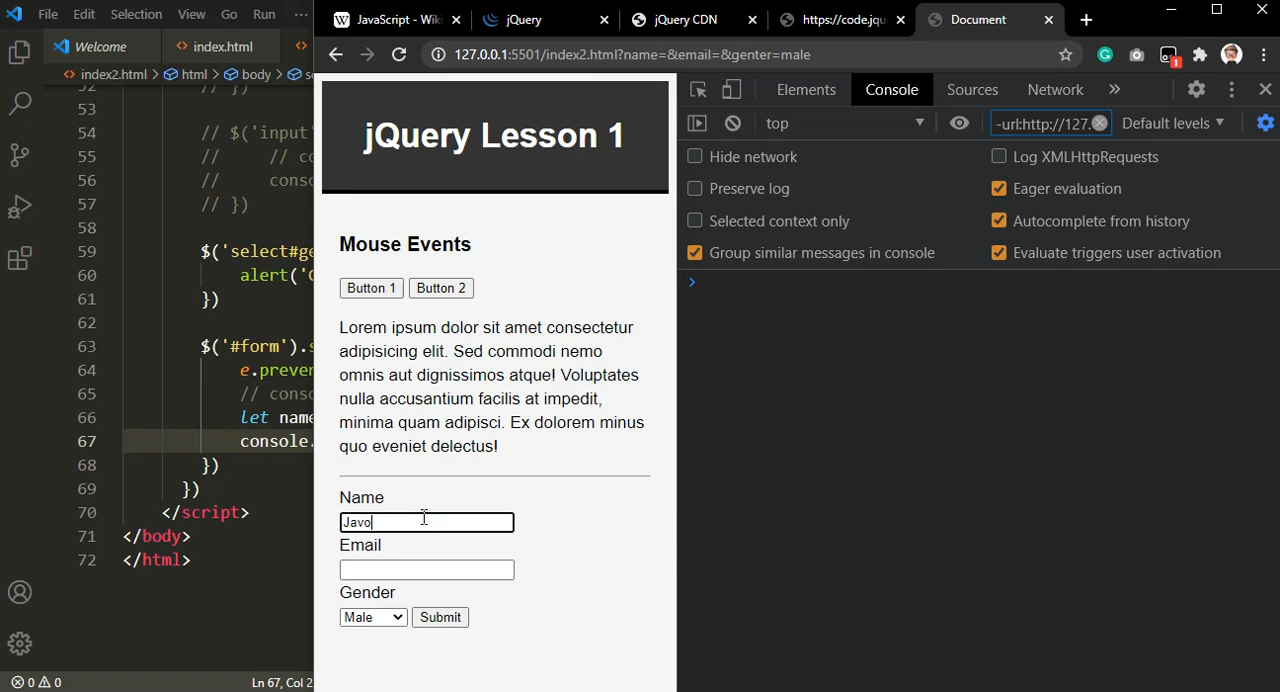 File Edit Selection View Go Run ···
Welcome index.html
index2.html > html > body >
52 // })
53
54 // $('input'
55 // // co
56 // conso
57 // })
58
59 $('select#ge
60 alert('
61 })
62
63 $('#form').s
64 e.preven
65 // conso
66 let name
67 console.
68 })
69 })
70 </script>
71 </body>
72 </html>
0 0
Ln 67, Col 2
JavaScript - Wiki
jQuery
jQuery CDN
https://code.jqu
Document
127.0.0.1:5501/index2.html?name=&email=&genter=male
1
jQuery Lesson 1
Mouse Events
Button 1 Button 2
Lorem ipsum dolor sit amet consectetur
adipisicing elit. Sed commodi nemo
omnis aut dignissimos atque! Voluptates
nulla accusantium facilis at impedit,
minima quam adipisci. Ex dolorem minus
quo eveniet delectus!
Name
Javo
Email
Gender
Male Submit
Elements Console Sources Network »
top -url:http://127. Default levels
Hide network Log XMLHttpRequests
Preserve log Eager evaluation
Selected context only Autocomplete from history
Group similar messages in console Evaluate triggers user activation